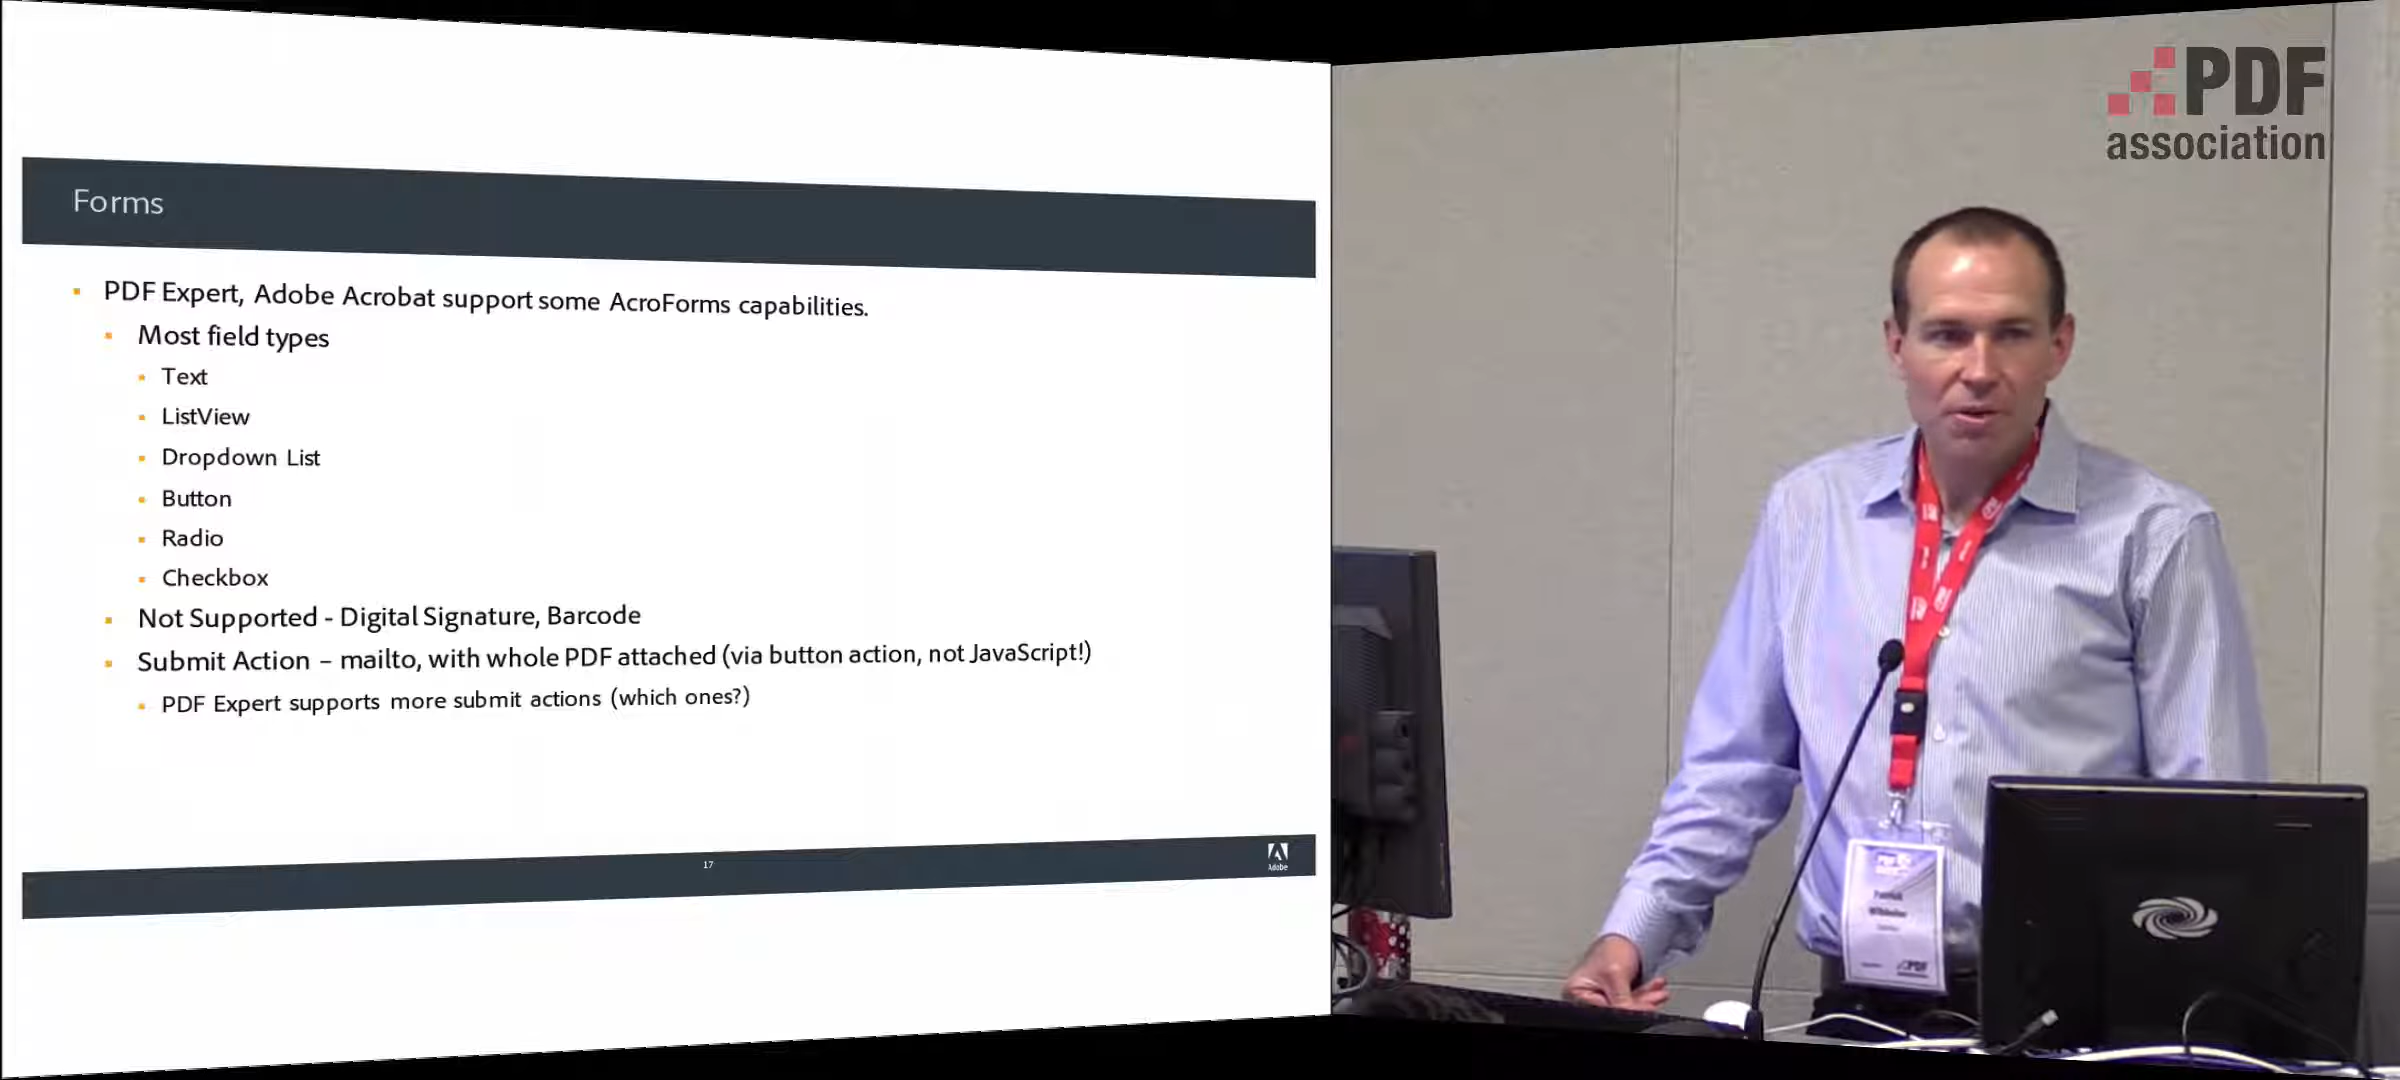 Forms
PDF Expert, Adobe Acrobat support some AcroForms capabilities.
Most field types
Text
ListView
Dropdown List
Button
Radio
Checkbox
Not Supported - Digital Signature, Barcode
Submit Action – mailto, with whole PDF attached (via button action, not JavaScript!)
PDF Expert supports more submit actions (which ones?)
17
Adobe
PDF
association
PDF